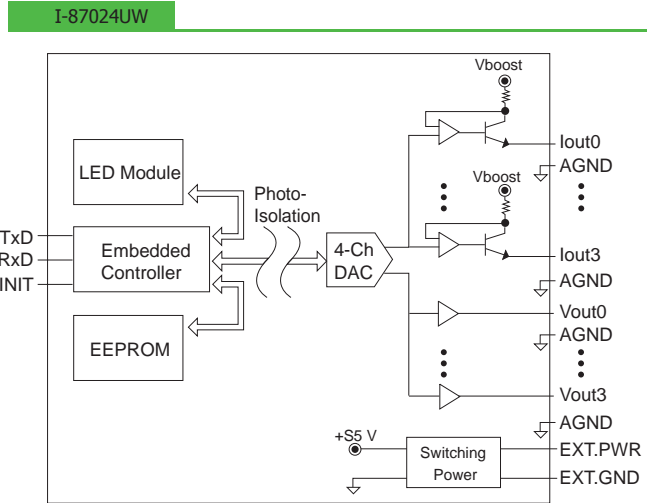 I-87024UW
Vboost
Iout0
AGND
LED Module
Vboost
Photo-
Isolation
TxD
RxD
INIT
Embedded
Controller
4-Ch
DAC
Iout3
AGND
Vout0
AGND
EEPROM
Vout3
AGND
+S5 V
Switching
Power
EXT.PWR
EXT.GND